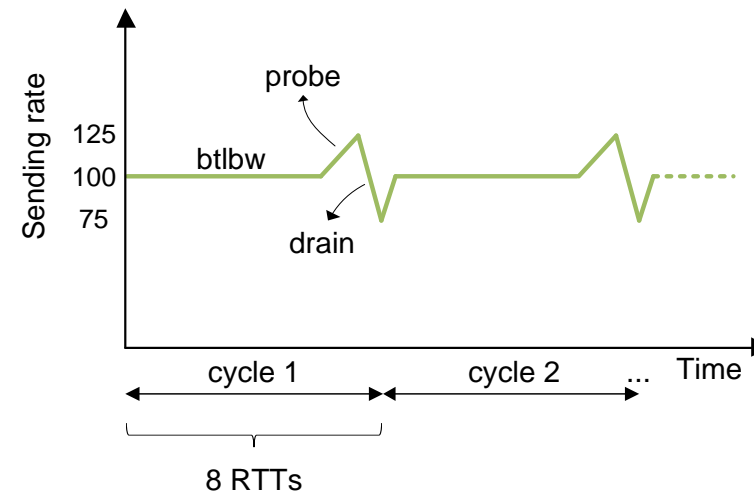 probe
125
btlbw
100
75
drain
Sending rate
Time
cycle 1
cycle 2
...
8 RTTs